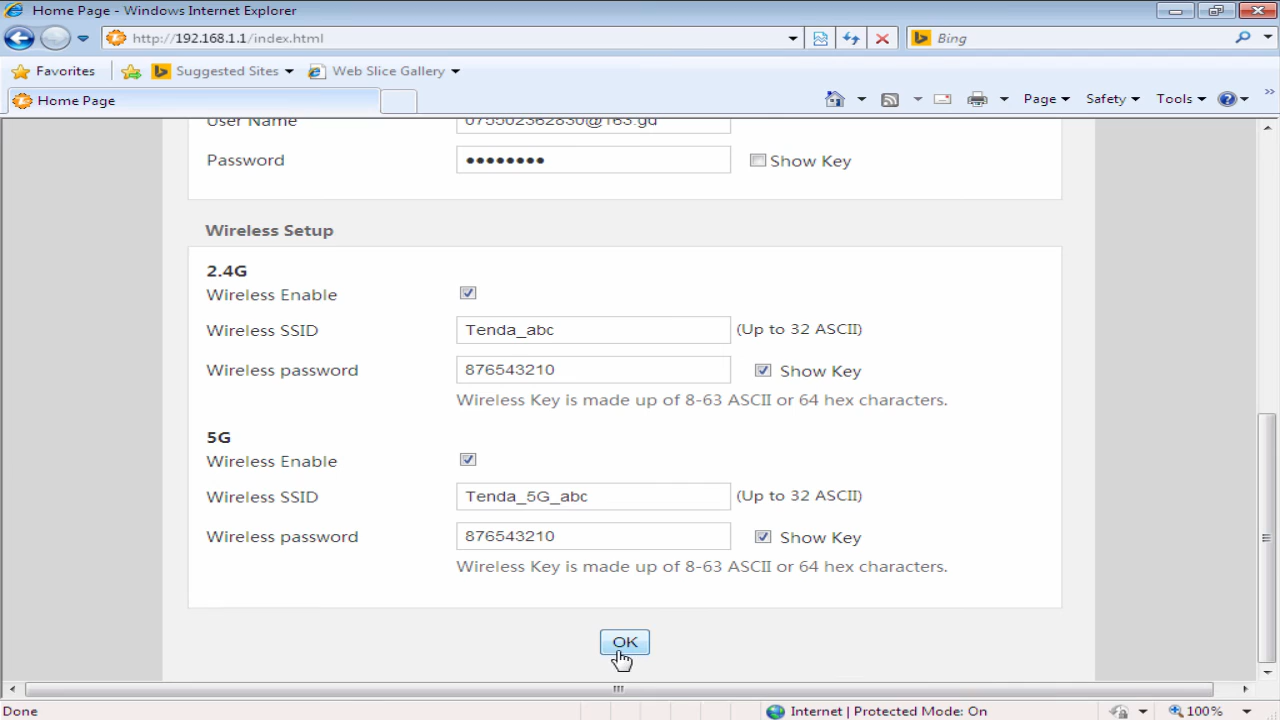 Home Page - Windows Internet Explorer
http://192.168.1.1/index.html
Bing
Favorites
Suggested Sites
Web Slice Gallery
Home Page
Page
Safety
Tools
»
User Name
075502362830@163.gd
Password
●●●●●●●●
Show Key
Wireless Setup
2.4G
Wireless Enable
Wireless SSID
Tenda_abc
(Up to 32 ASCII)
Wireless password
876543210
Show Key
Wireless Key is made up of 8-63 ASCII or 64 hex characters.
5G
Wireless Enable
Wireless SSID
Tenda_5G_abc
(Up to 32 ASCII)
Wireless password
876543210
Show Key
Wireless Key is made up of 8-63 ASCII or 64 hex characters.
OK
Done
Internet | Protected Mode: On
100%